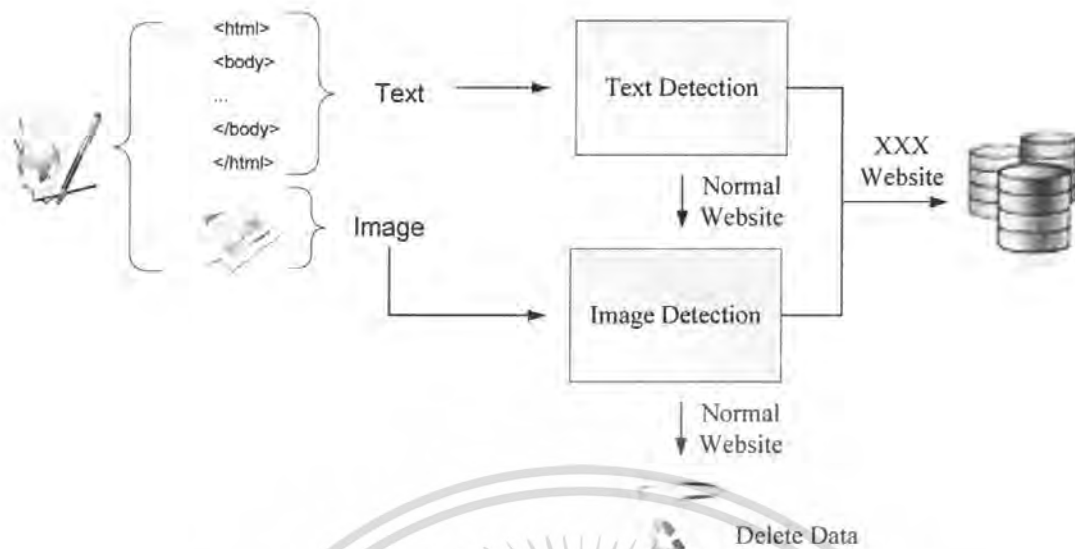 <html>
<body>
...
</body>
</html>
Text
Image
Text Detection
Normal
Website
Image Detection
XXX
Website
Normal
Website
Delete Data